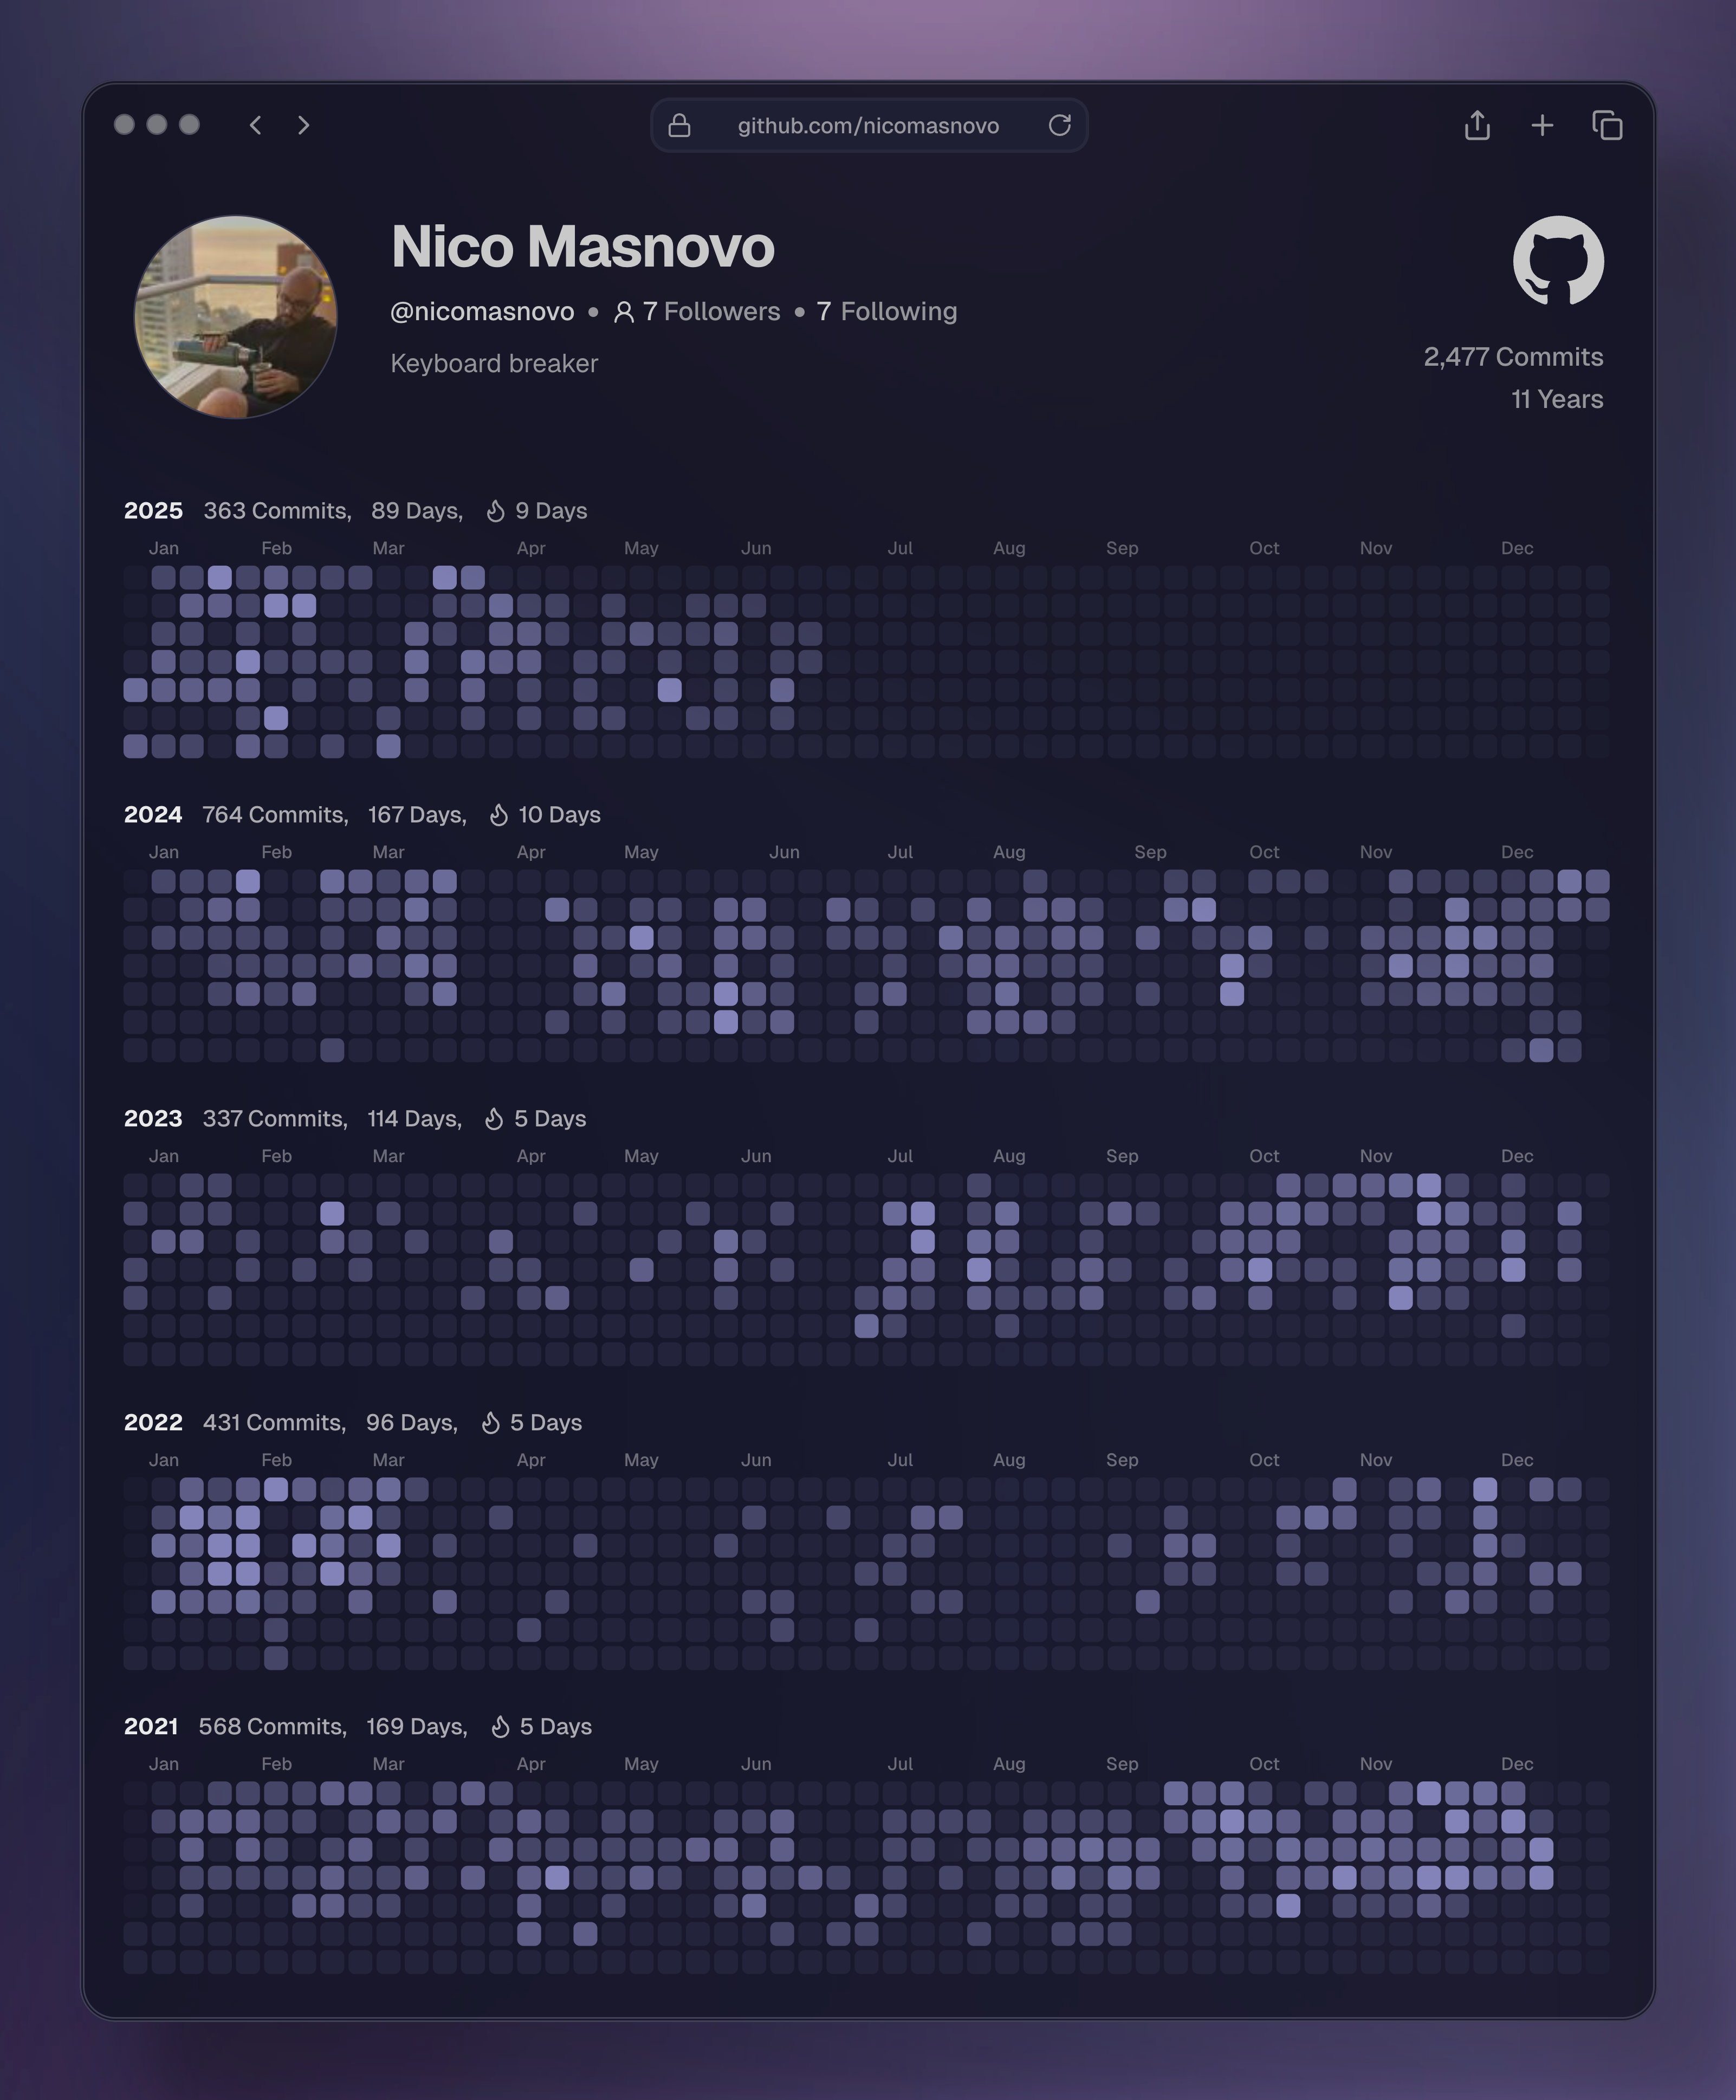 github.com/nicomasnovo
Nico Masnovo
@nicomasnovo • 7 Followers • 7 Following
Keyboard breaker
2,477 Commits
11 Years
2025 363 Commits, 89 Days, 9 Days
Jan Feb Mar Apr May Jun Jul Aug Sep Oct Nov Dec
2024 764 Commits, 167 Days, 10 Days
Jan Feb Mar Apr May Jun Jul Aug Sep Oct Nov Dec
2023 337 Commits, 114 Days, 5 Days
Jan Feb Mar Apr May Jun Jul Aug Sep Oct Nov Dec
2022 431 Commits, 96 Days, 5 Days
Jan Feb Mar Apr May Jun Jul Aug Sep Oct Nov Dec
2021 568 Commits, 169 Days, 5 Days
Jan Feb Mar Apr May Jun Jul Aug Sep Oct Nov Dec